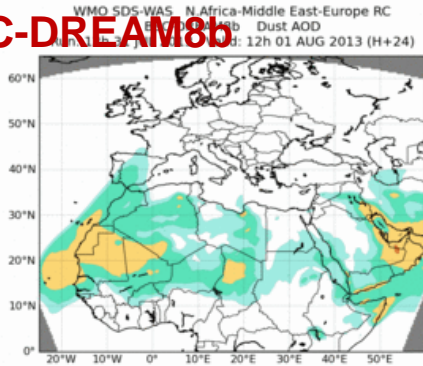 WMO SDS-WAS N.Africa-Middle East-Europe RC
C-DREAM8b
Dust AOD
12h 01 AUG 2013 (H+24)
60°N
50°N
40°N
30°N
20°N
10°N
0°
20°W 10°W 0° 10°E 20°E 30°E 40°E 50°E